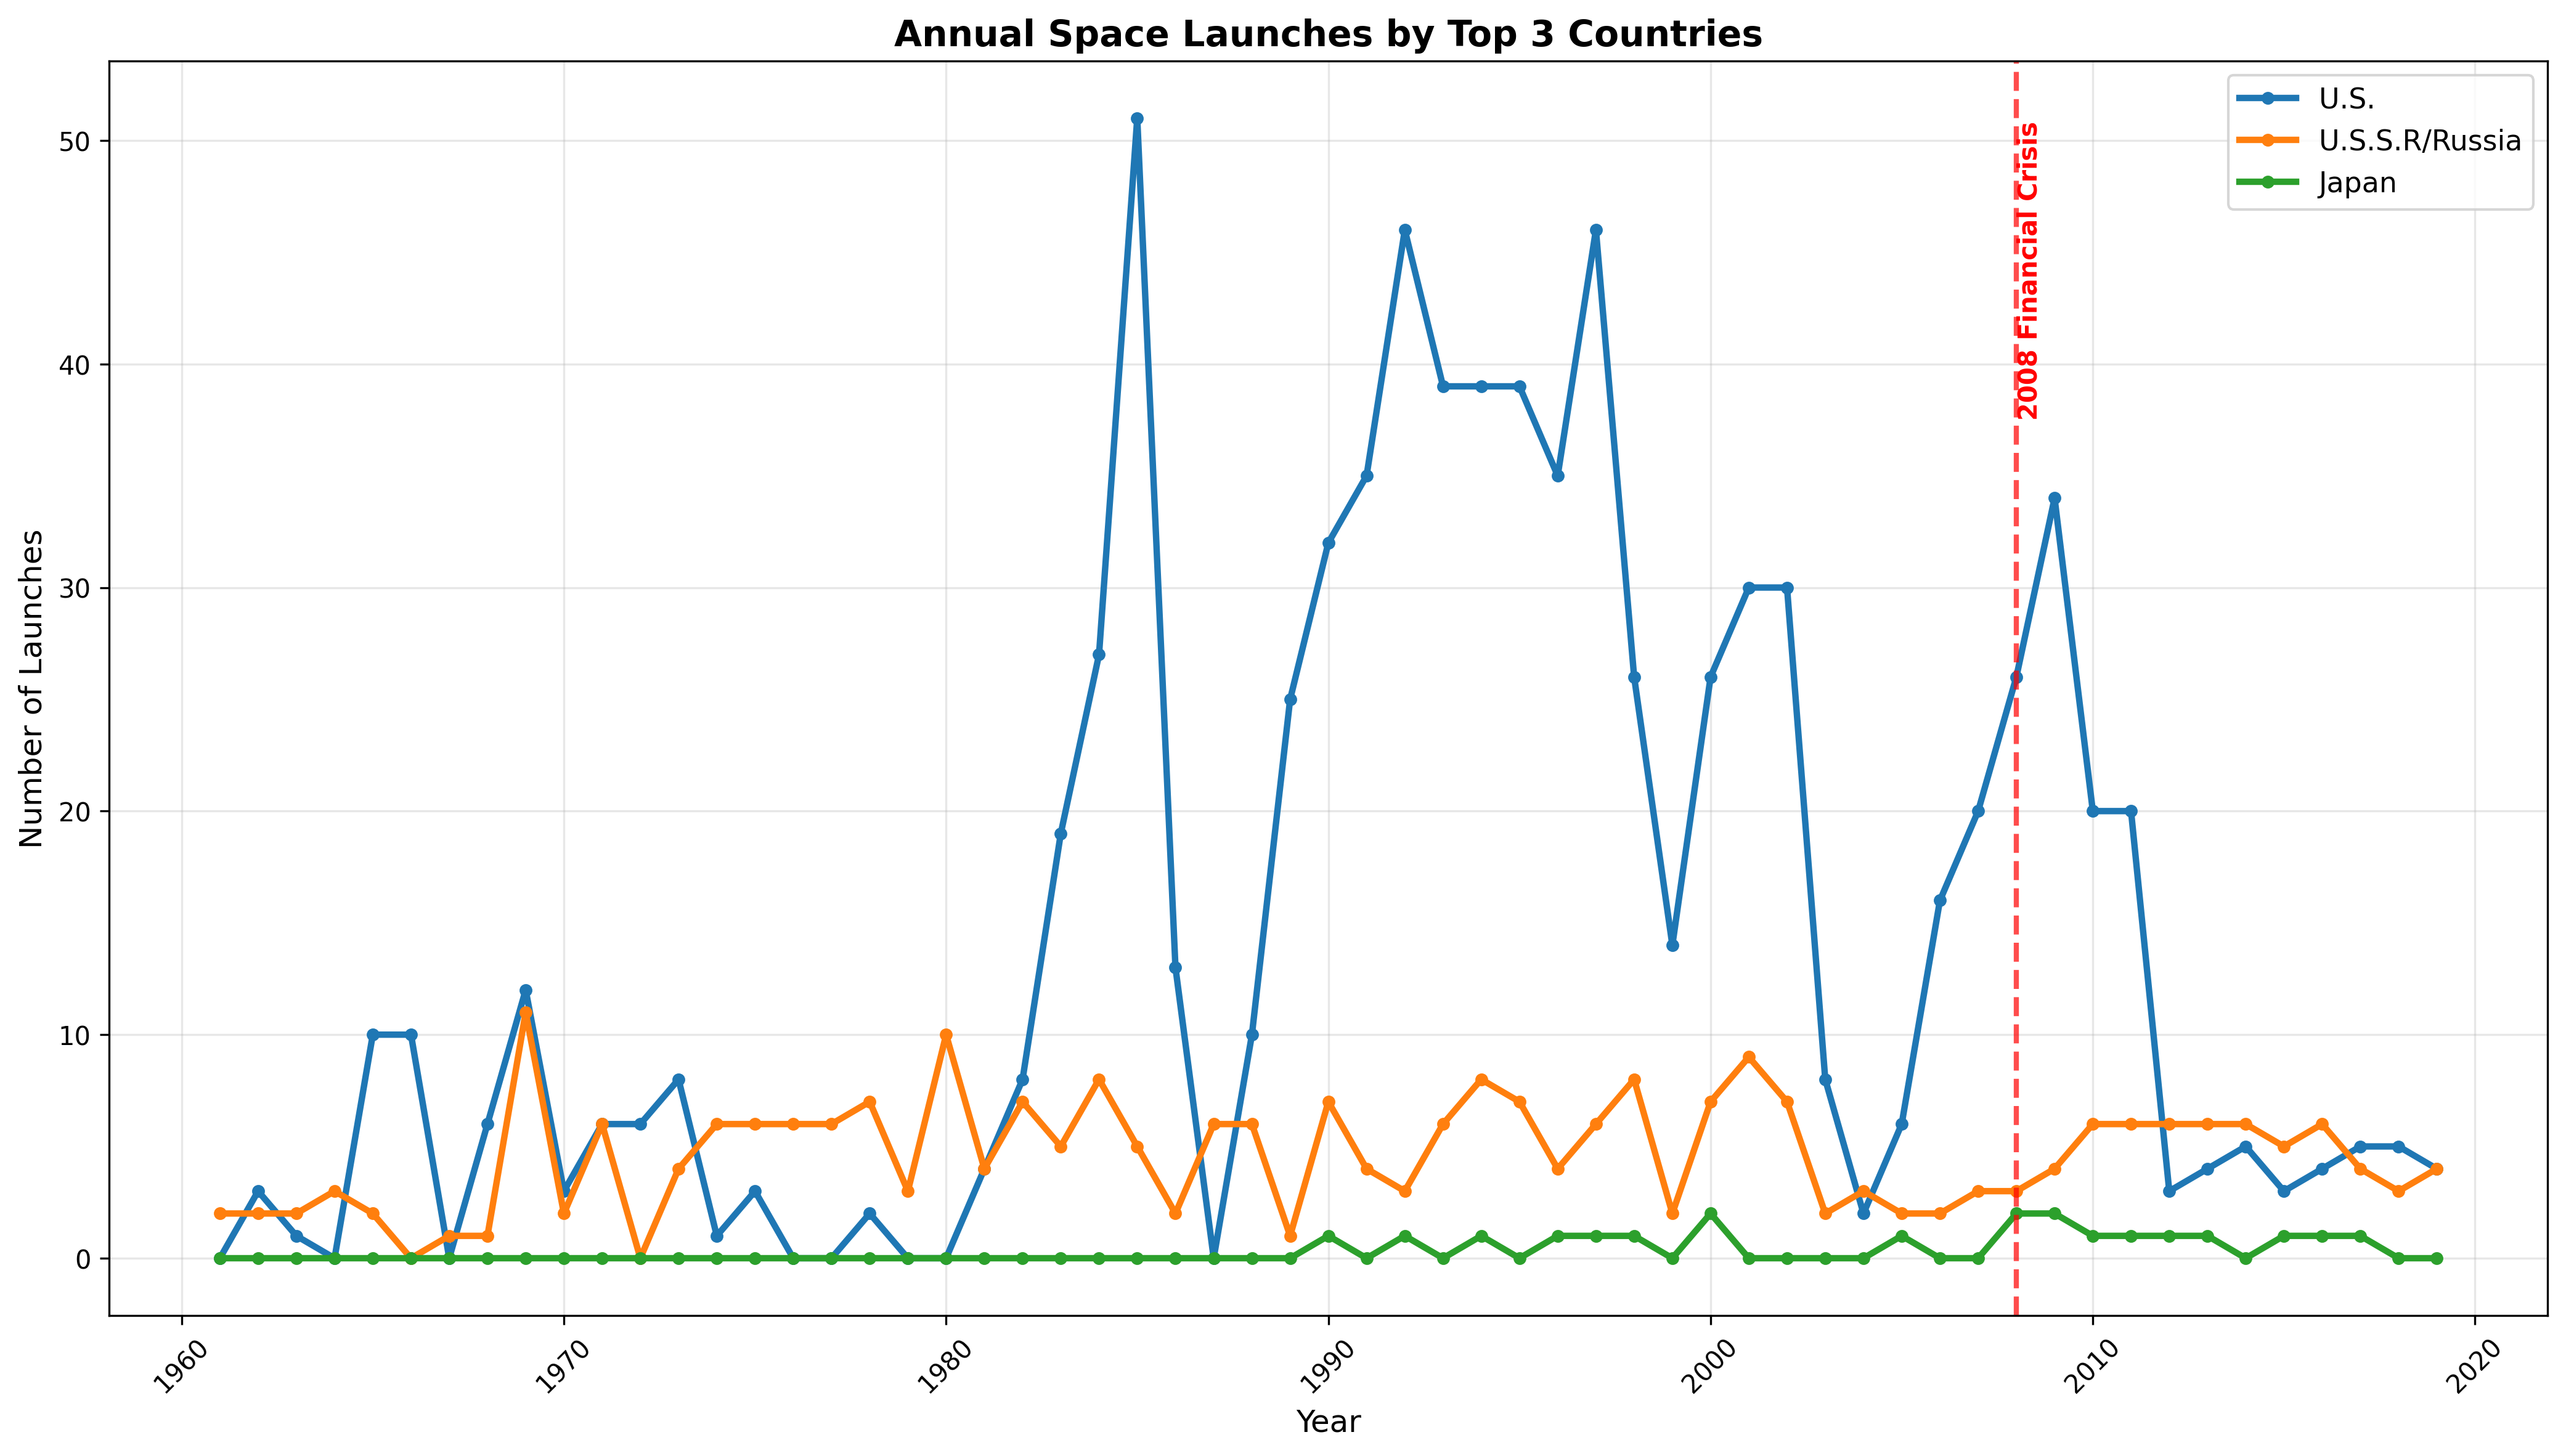 Annual Space Launches by Top 3 Countries
U.S.
U.S.S.R/Russia
Japan
2008 Financial Crisis
Number of Launches
50
40
30
20
10
0
1960
1970
1980
1990
2000
2010
2020
Year